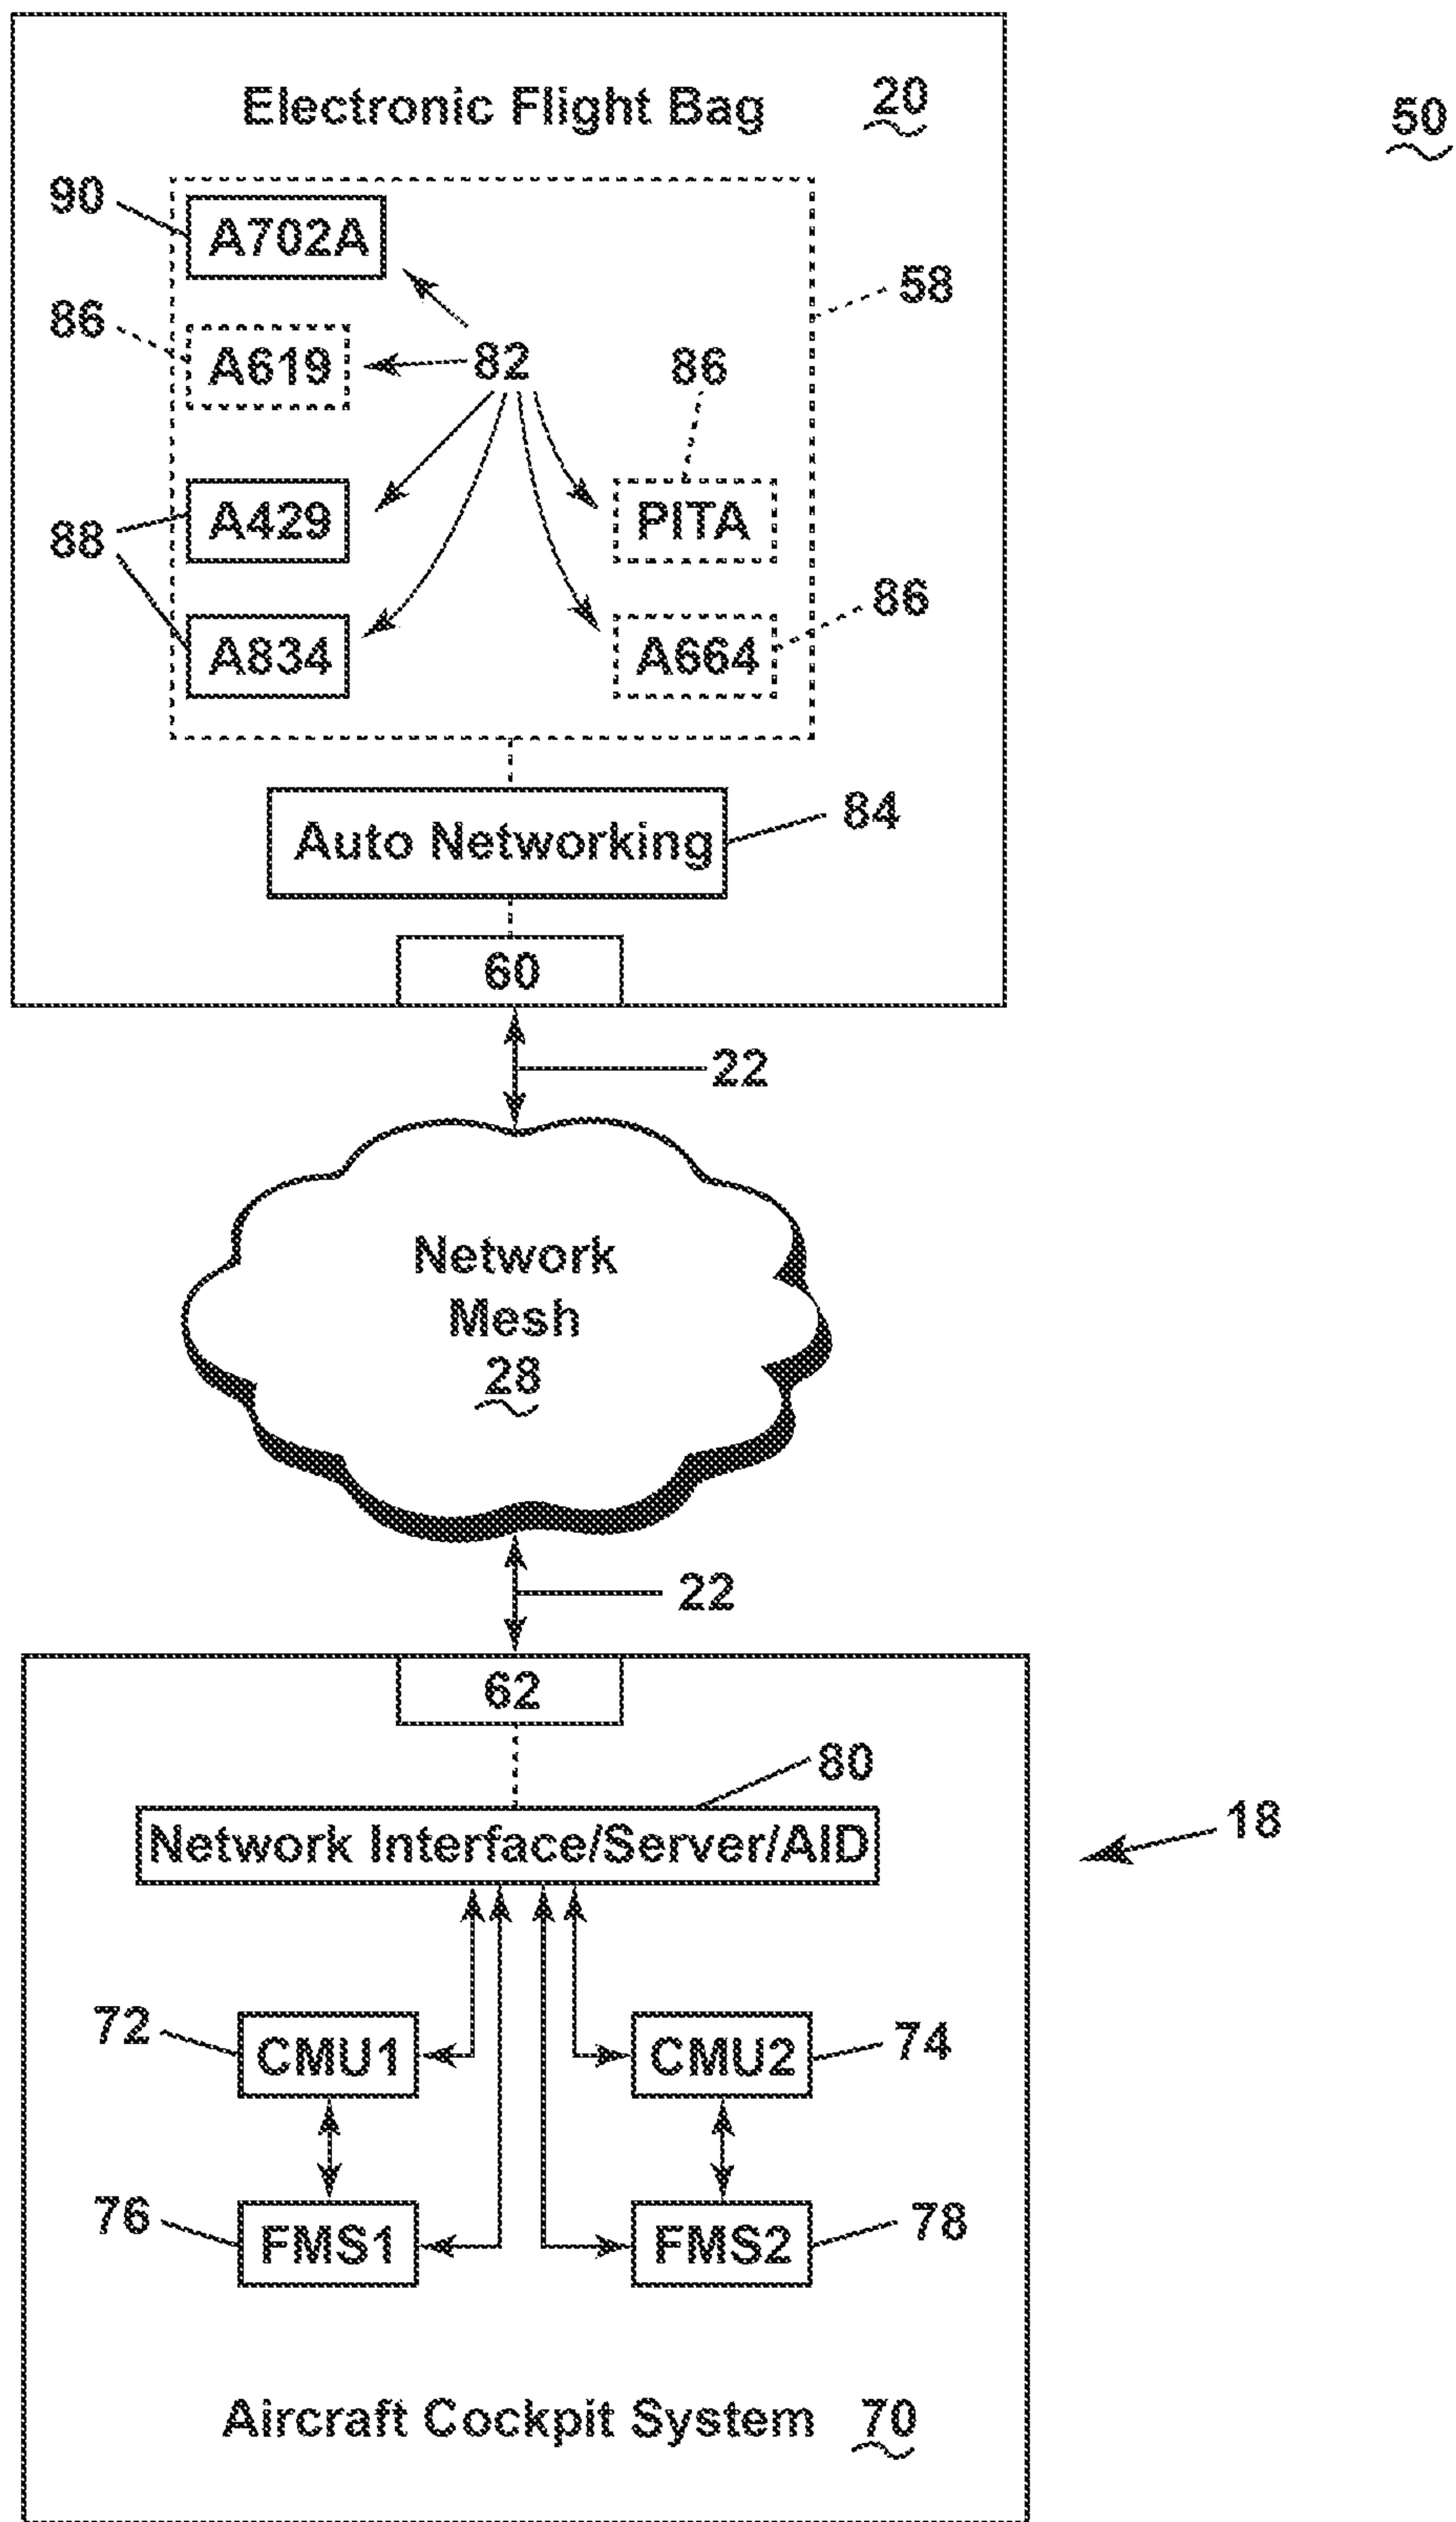 Electronic Flight Bag 20
50
90
A702A
58
86
A619
82
86
88
A429
PITA
86
A834
A664
84
Auto Networking
60
22
Network
Mesh
28
22
62
80
18
Network Interface/Server/AID
72
CMU1
CMU2
74
76
FMS1
FMS2
78
Aircraft Cockpit System 70